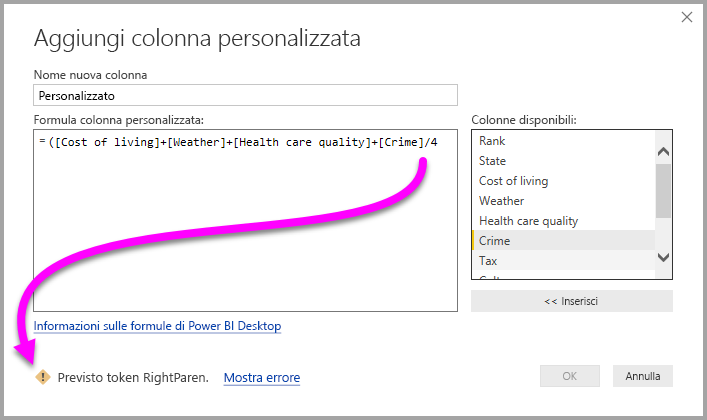 Aggiungi colonna personalizzata
Nome nuova colonna
Personalizzato
Formula colonna personalizzata:
= ([Cost of living]+[Weather]+[Health care quality]+[Crime]/4
Colonne disponibili:
Rank
State
Cost of living
Weather
Health care quality
Crime
Tax
<< Inserisci
Informazioni sulle formule di Power BI Desktop
Previsto token RightParen. Mostra errore
OK Annulla